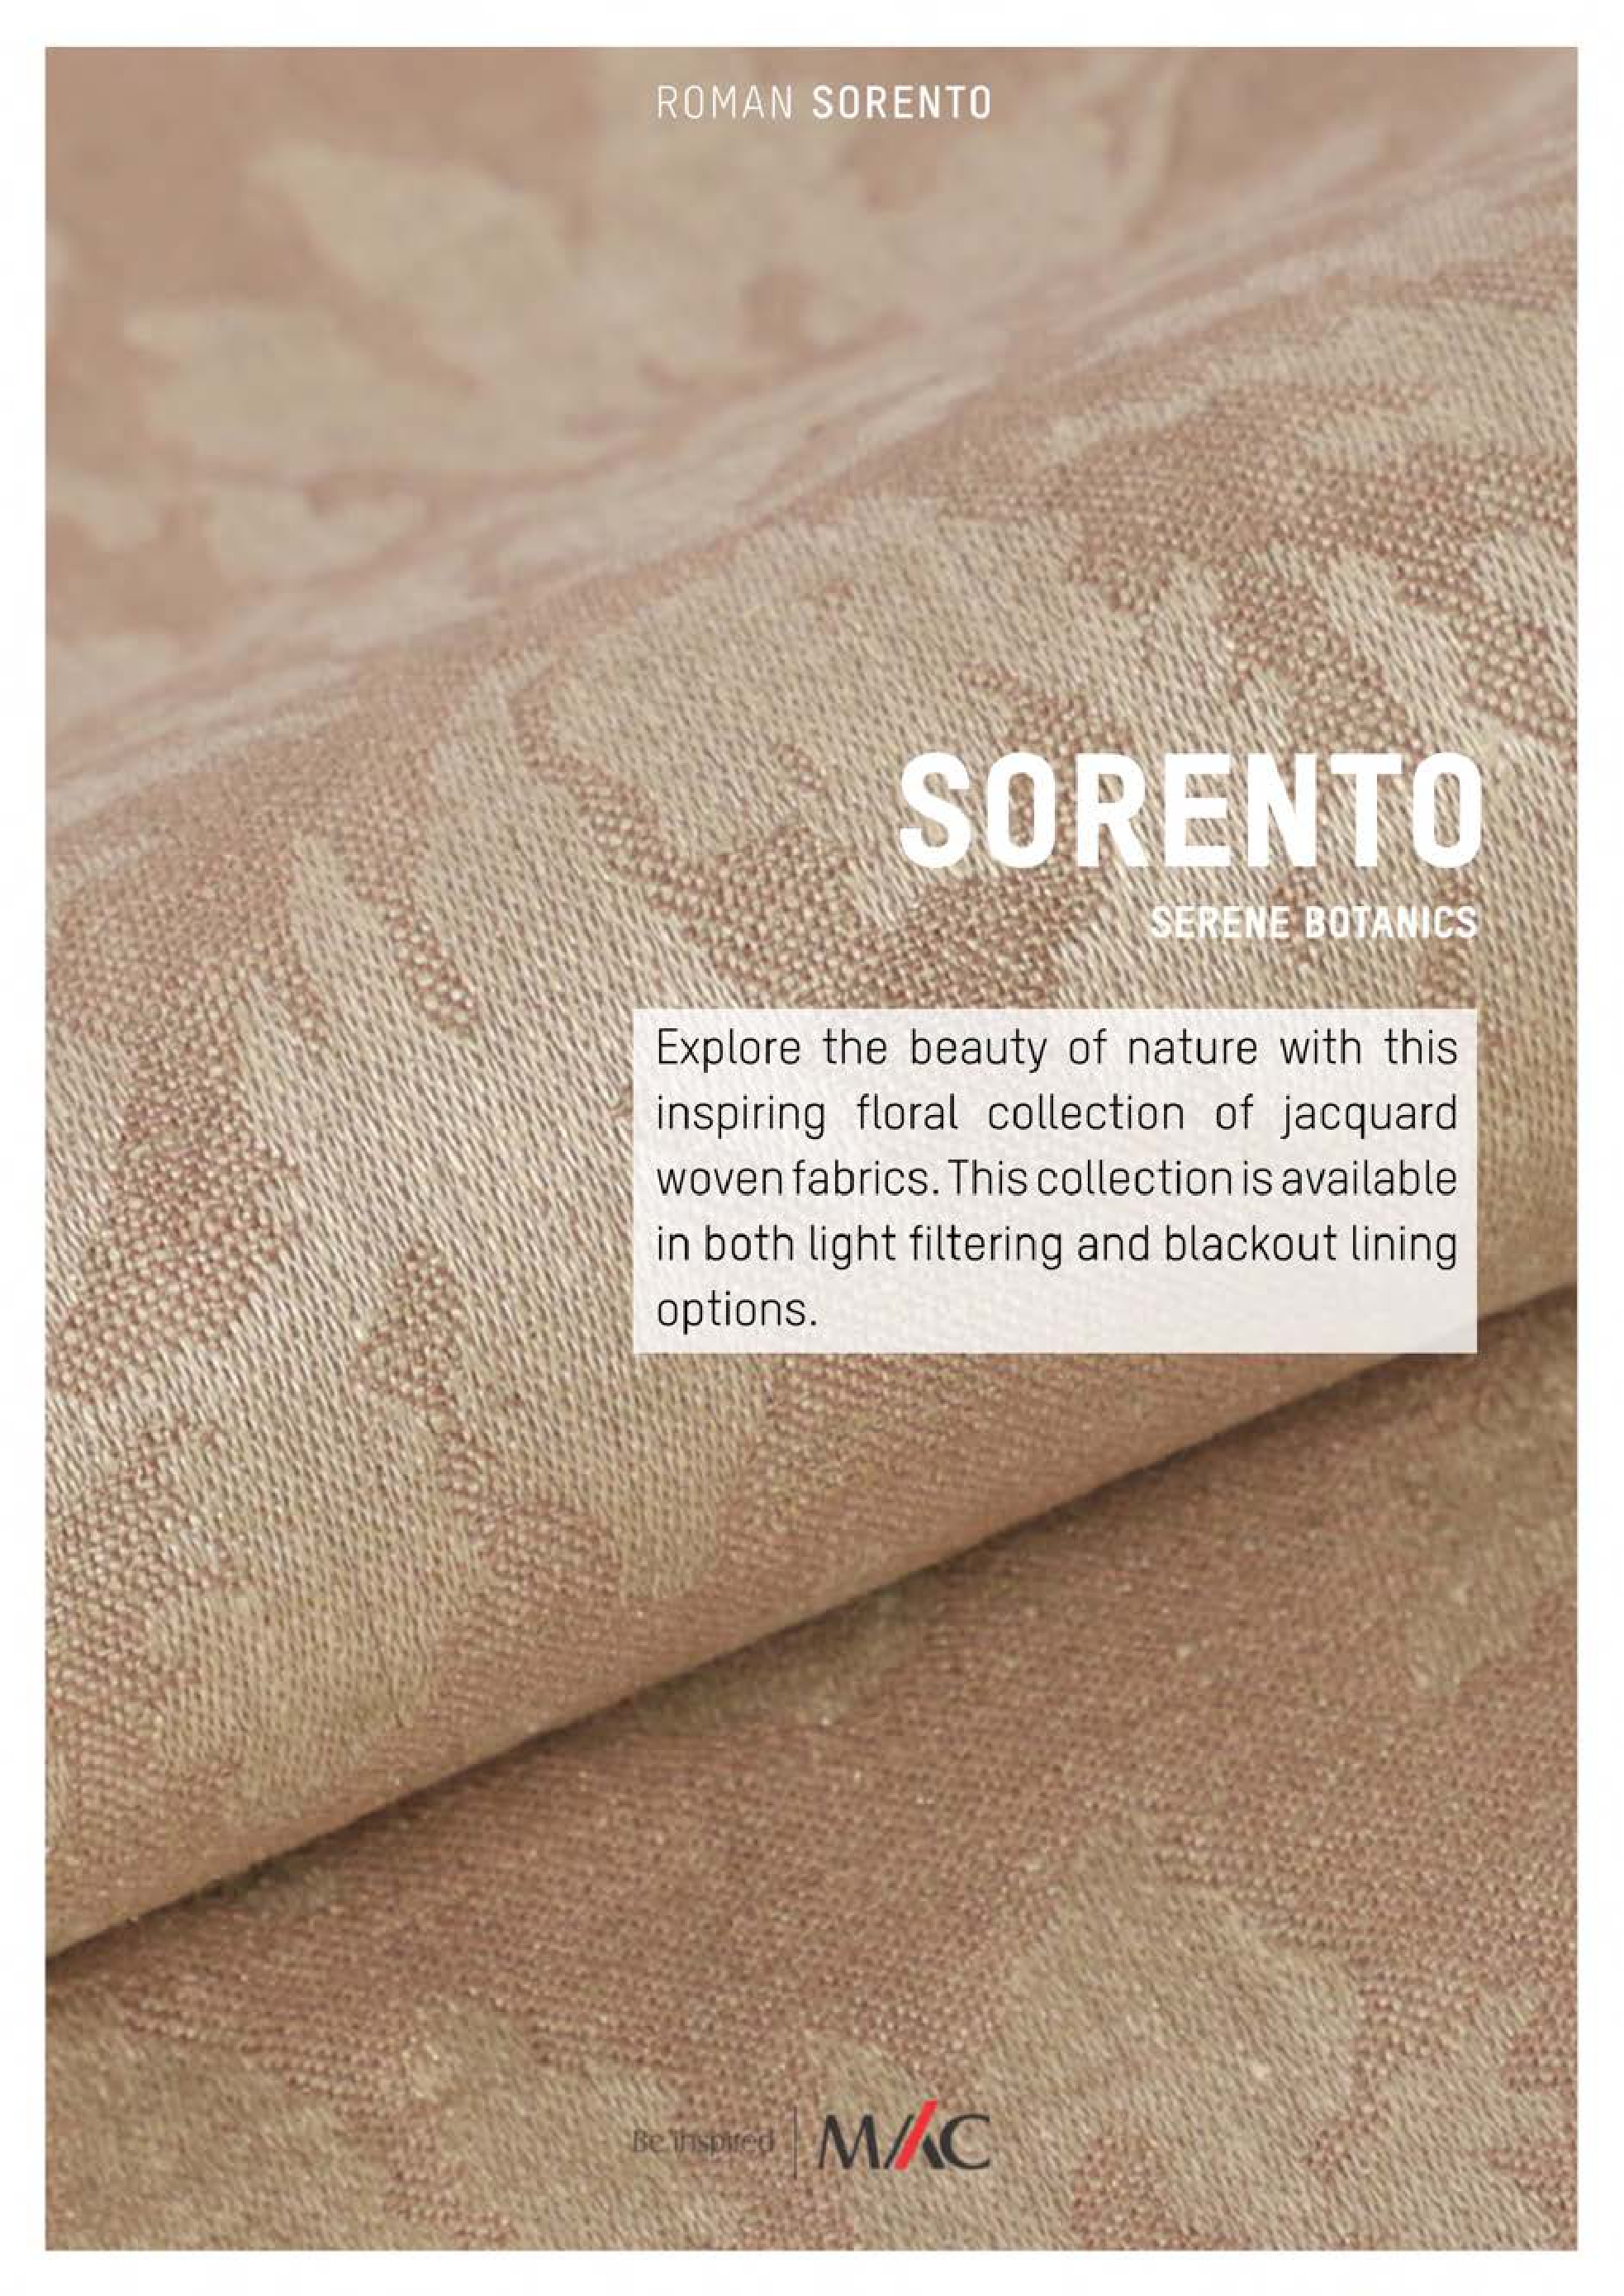 ROMAN SORENTO
SORENTO
SERENE BOTANICS
Explore the beauty of nature with this
inspiring floral collection of jacquard
woven fabrics. This collection is available
in both light filtering and blackout lining
options.
Be inspired | MAC